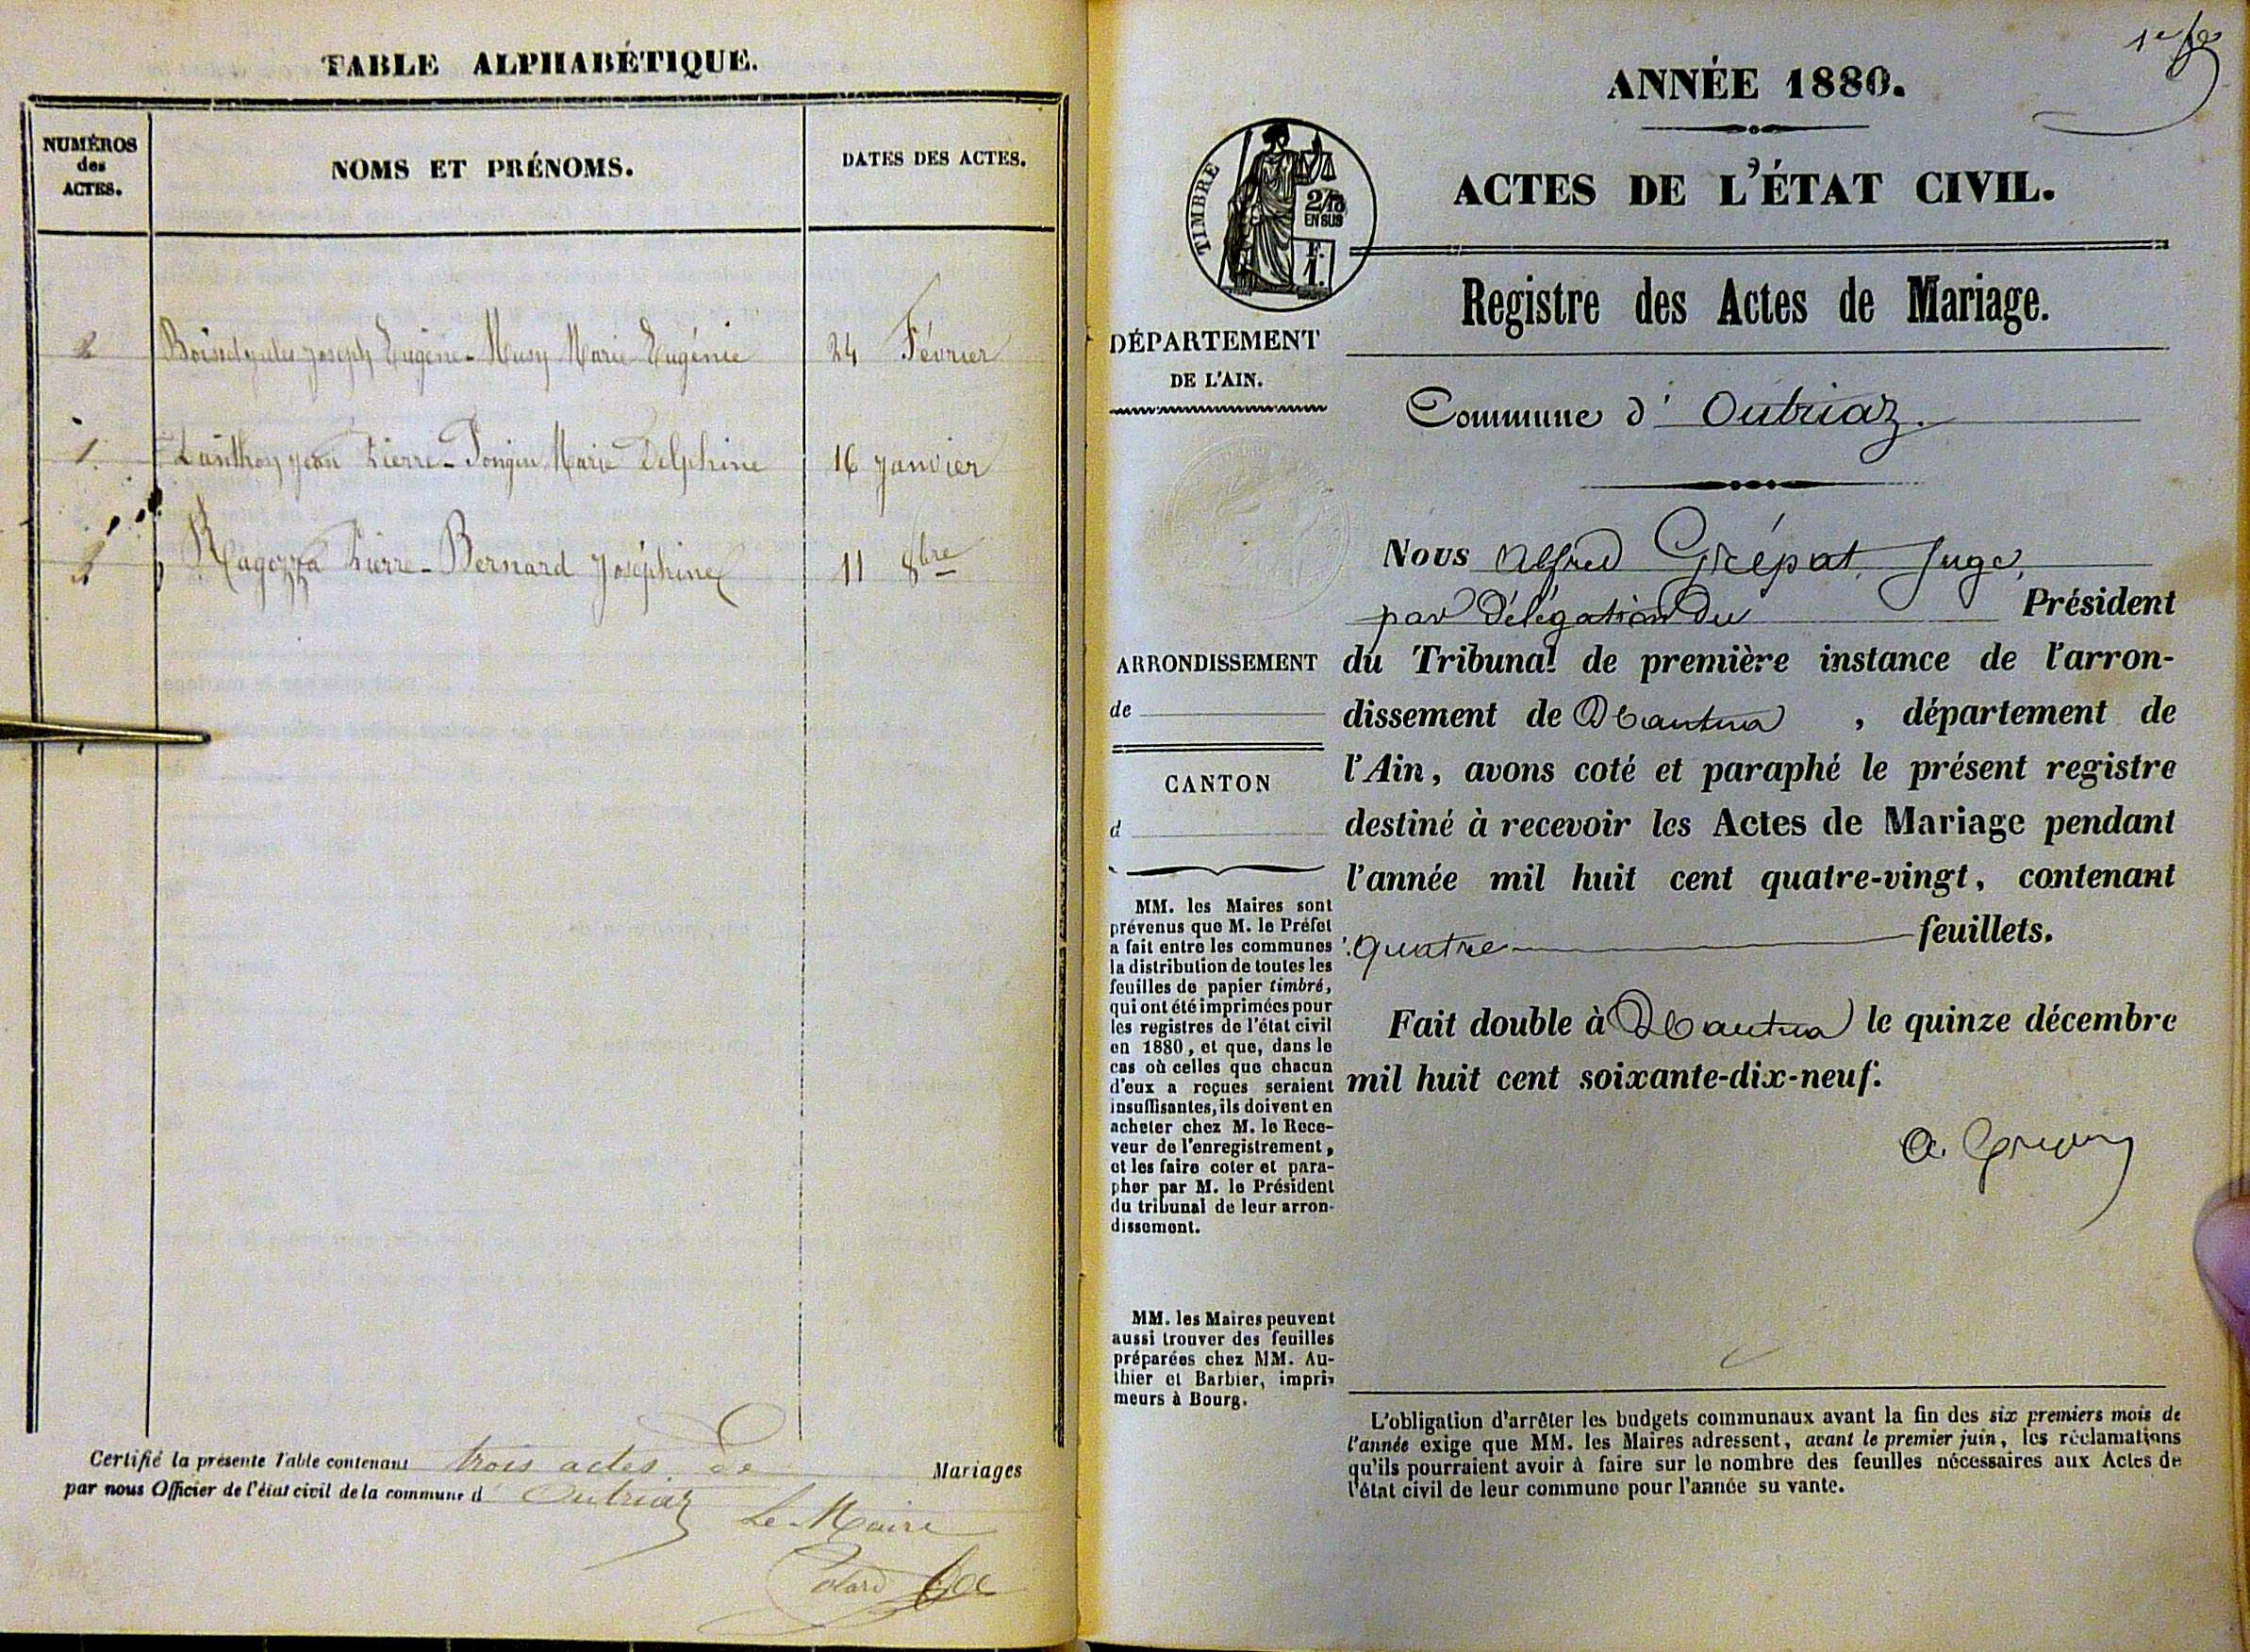 TABLE ALPHABÉTIQUE.
NUMÉROS
des
ACTES.
NOMS ET PRÉNOMS.
DATES DES ACTES.
2 Boissel jules joseph Eugène - Musy Marie Eugénie 24 Février
1. Lanthoy jean Pierre - Marie Delphine 16 janvier
Ragozza Pierre - Bernard Joséphine 11 8bre
Certifié la présente Table contenant trois actes de Mariages
par nous Officier de l'état civil de la commune d' Outriaz
Le Maire
1er
ANNÉE 1880.
ACTES DE L'ÉTAT CIVIL.
TIMBRE
2/10
EN SUS
1 F.
Registre des Actes de Mariage.
DÉPARTEMENT
DE L'AIN.
Commune d' Outriaz.
Nous Alfred Grépat, Juge,
par délégation du Président
ARRONDISSEMENT
de
CANTON
d
du Tribunal de première instance de l'arron-
dissement de Nantua , département de
l'Ain, avons coté et paraphé le présent registre
destiné à recevoir les Actes de Mariage pendant
l'année mil huit cent quatre-vingt, contenant
quatre feuillets.
Fait double à Nantua le quinze décembre
mil huit cent soixante-dix-neuf.
MM. les Maires sont
prévenus que M. le Préfet
a fait entre les communes
la distribution de toutes les
feuilles de papier timbré,
qui ont été imprimées pour
les registres de l'état civil
en 1880, et que, dans le
cas où celles que chacun
d'eux a reçues seraient
insuffisantes, ils doivent en
acheter chez M. le Rece-
veur de l'enregistrement,
et les faire coter et para-
pher par M. le Président
du tribunal de leur arron-
dissement.
MM. les Maires peuvent
aussi trouver des feuilles
préparées chez MM. Au-
thier et Barbier, impri-
meurs à Bourg.
L'obligation d'arrêter les budgets communaux avant la fin des six premiers mois de
l'année exige que MM. les Maires adressent, avant le premier juin, les réclamations
qu'ils pourraient avoir à faire sur le nombre des feuilles nécessaires aux Actes de
l'état civil de leur commune pour l'année su vante.